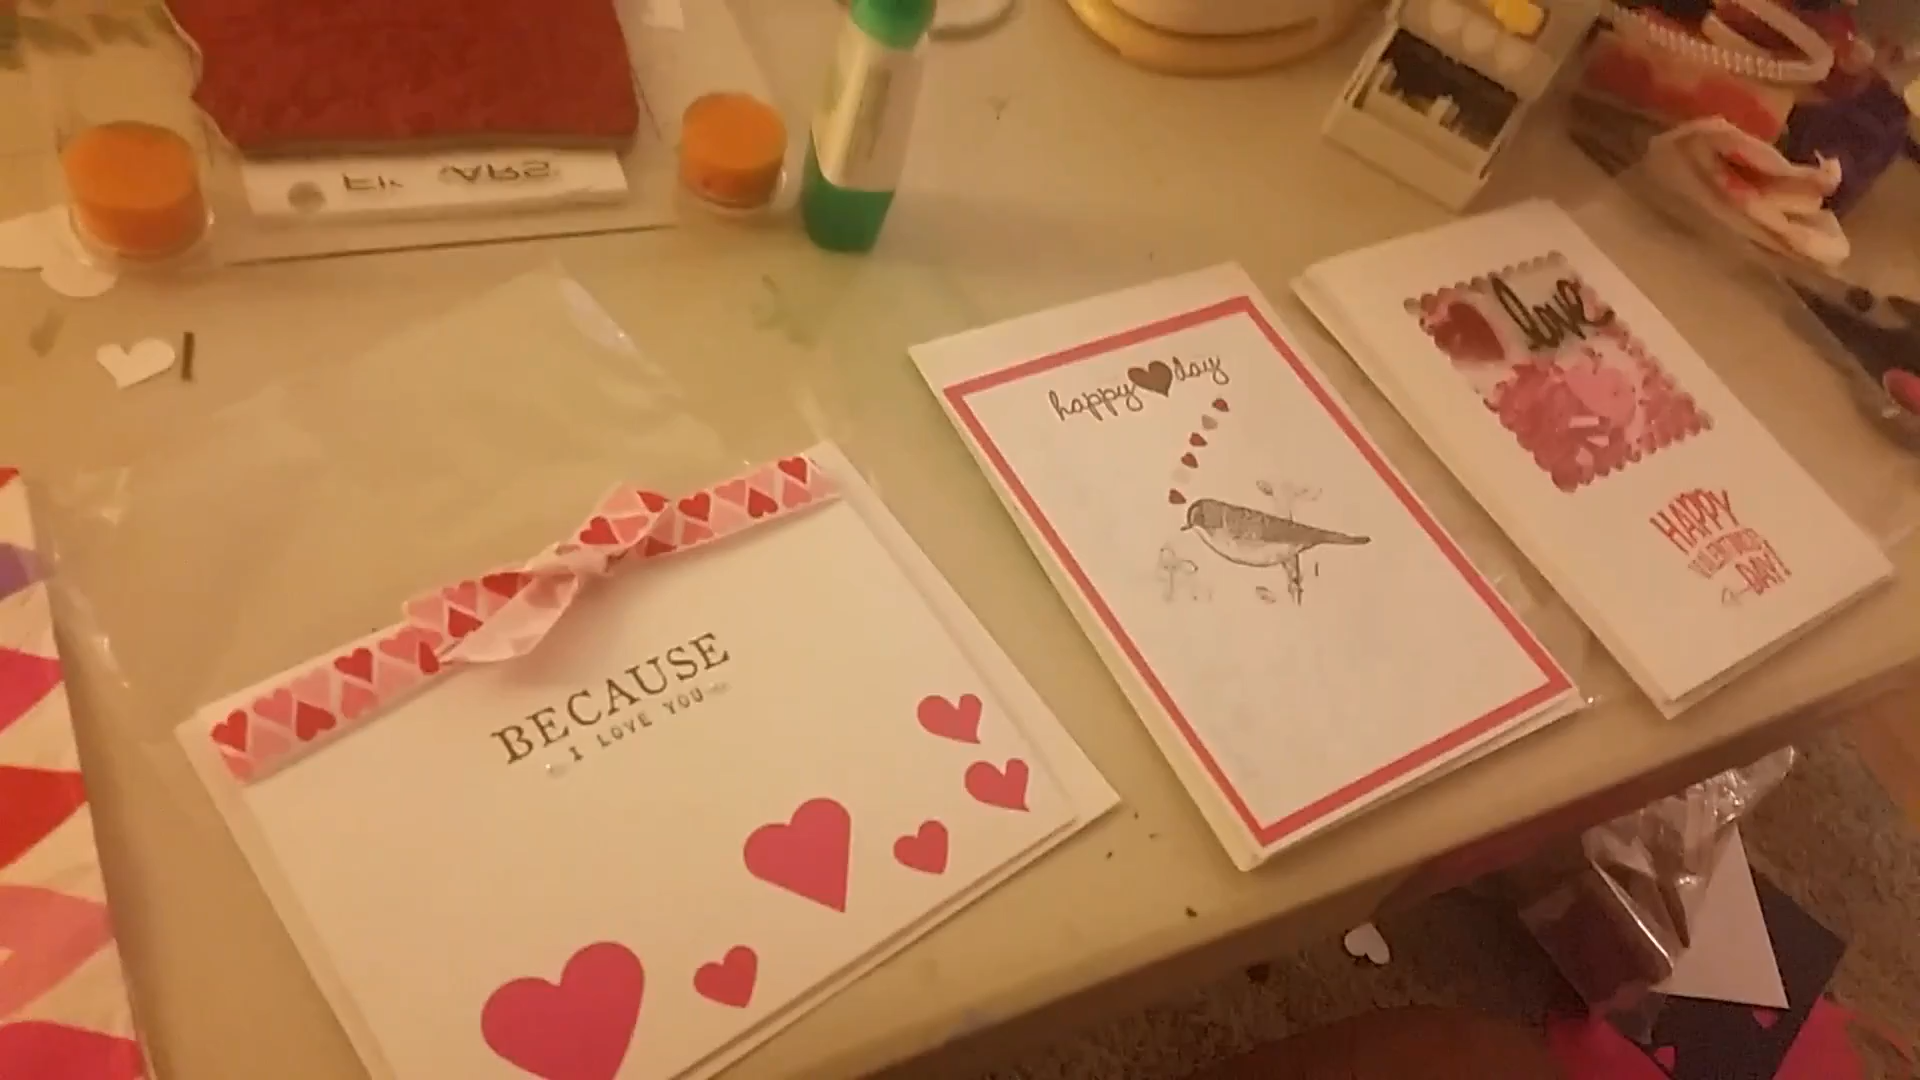 BECAUSE
I LOVE YOU
happy day
love
HAPPY
VALENTINE'S
DAY!